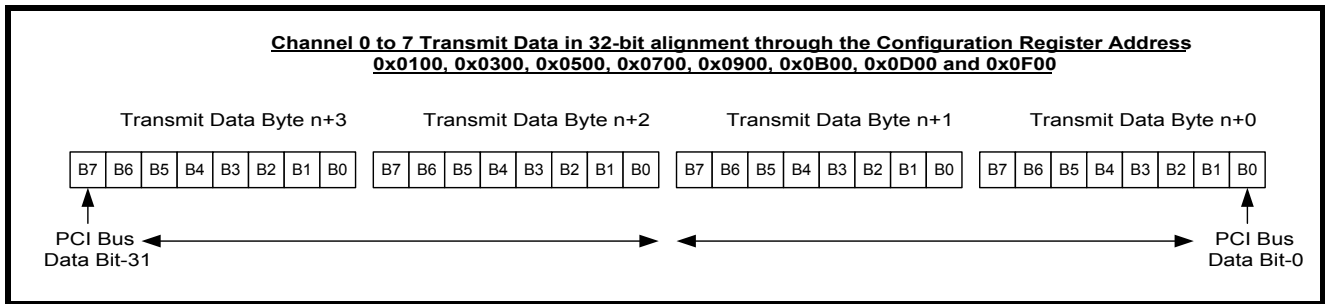 Channel 0 to 7 Transmit Data in 32-bit alignment through the Configuration Register Address
0x0100, 0x0300, 0x0500, 0x0700, 0x0900, 0x0B00, 0x0D00 and 0x0F00
Transmit Data Byte n+3 Transmit Data Byte n+2 Transmit Data Byte n+1 Transmit Data Byte n+0
B7 B6 B5 B4 B3 B2 B1 B0 B7 B6 B5 B4 B3 B2 B1 B0 B7 B6 B5 B4 B3 B2 B1 B0 B7 B6 B5 B4 B3 B2 B1 B0
PCI Bus PCI Bus
Data Bit-31 Data Bit-0